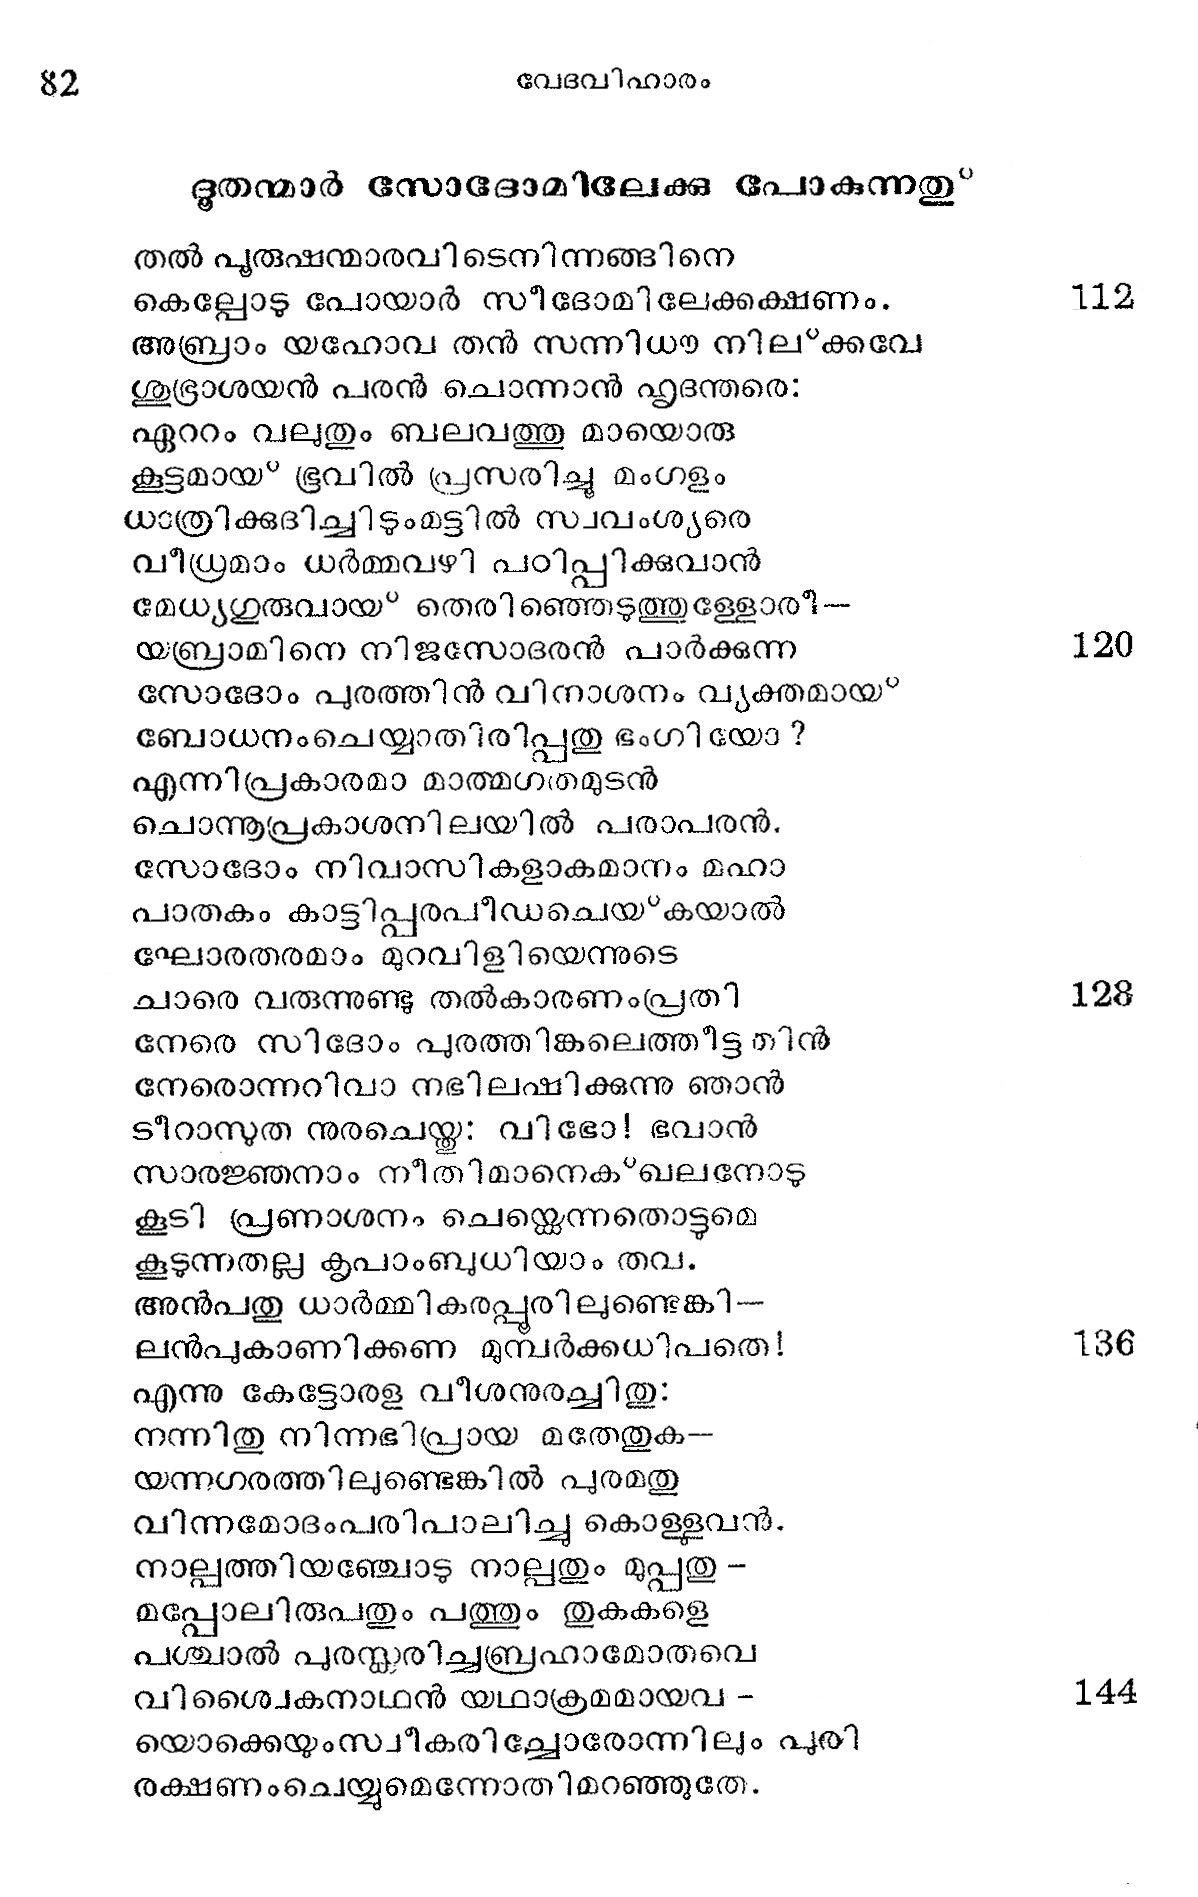 82
വേദവിഹാരം
ദൂതന്മാർ സോദോമിലേക്കു പോകുന്നതു്
തൽ പൂരുഷന്മാരവിടെനിന്നങ്ങിനെ
കെല്പോടു പോയാർ സീദോമിലേക്കക്ഷണം. 112
അബ്രാം യഹോവ തൻ സന്നിധൗ നില്ക്കവേ
ശുഭ്രാശയൻ പരൻ ചൊന്നാൻ ഹൃദന്തരെ:
ഏററം വലുതും ബലവത്തു മായൊരു
കൂട്ടമായ് ഭൂവിൽ പ്രസരിച്ചു മംഗളം
ധാത്രിക്കുദിച്ചിടുംമട്ടിൽ സ്വവംശ്യരെ
വീധ്രമാം ധർമ്മവഴി പഠിപ്പിക്കുവാൻ
മേധ്യഗുരുവായ് തെരിഞ്ഞെടുത്തുള്ളോരീ—
യബ്രാമിനെ നിജസോദരൻ പാർക്കുന്ന 120
സോദോം പുരത്തിൻ വിനാശനം വ്യക്തമായ്
ബോധനംചെയ്യാതിരിപ്പതു ഭംഗിയോ ?
എന്നിപ്രകാരമാ മാത്മഗതമുടൻ
ചൊന്നൂപ്രകാശനിലയിൽ പരാപരൻ.
സോദോം നിവാസികളാകമാനം മഹാ
പാതകം കാട്ടിപ്പരപീഡചെയ്കയാൽ
ഘോരതരമാം മുറവിളിയെന്നുടെ
ചാരെ വരുന്നുണ്ടു തൽകാരണംപ്രതി 128
നേരെ സിദോം പുരത്തിങ്കലെത്തീട്ടതിൻ
നേരൊന്നറിവാ നഭിലഷിക്കുന്നു ഞാൻ
ടീറാസുത നുരചെയ്തു: വിഭോ! ഭവാൻ
സാരജ്ഞനാം നീതിമാനെക്ഖലനോടു
കൂടി പ്രണാശനം ചെയ്യെന്നതൊട്ടുമെ
കൂടുന്നതല്ല കൃപാംബുധിയാം തവ.
അൻപതു ധാർമ്മികരപ്പൂരിലുണ്ടെങ്കി—
ലൻപുകാണിക്കണ മുമ്പർക്കധിപതെ! 136
എന്നു കേട്ടോരള വീശനുരച്ചിതു:
നന്നിതു നിന്നഭിപ്രായ മതേതുക—
യന്നഗരത്തിലുണ്ടെങ്കിൽ പുരമതു
വിന്നമോദംപരിപാലിച്ചു കൊള്ളുവൻ.
നാല്പത്തിയഞ്ചോടു നാല്പതും മുപ്പതു -
മപ്പോലിരുപതും പത്തും തുകകളെ
പശ്ചാൽ പുരസ്കരിച്ചബ്രഹാമോതവെ
വിശ്വൈകനാഥൻ യഥാക്രമമായവ - 144
യൊക്കെയുംസ്വീകരിച്ചോരോന്നിലും പുരി
രക്ഷണംചെയ്യുമെന്നോതിമറഞ്ഞുതേ.